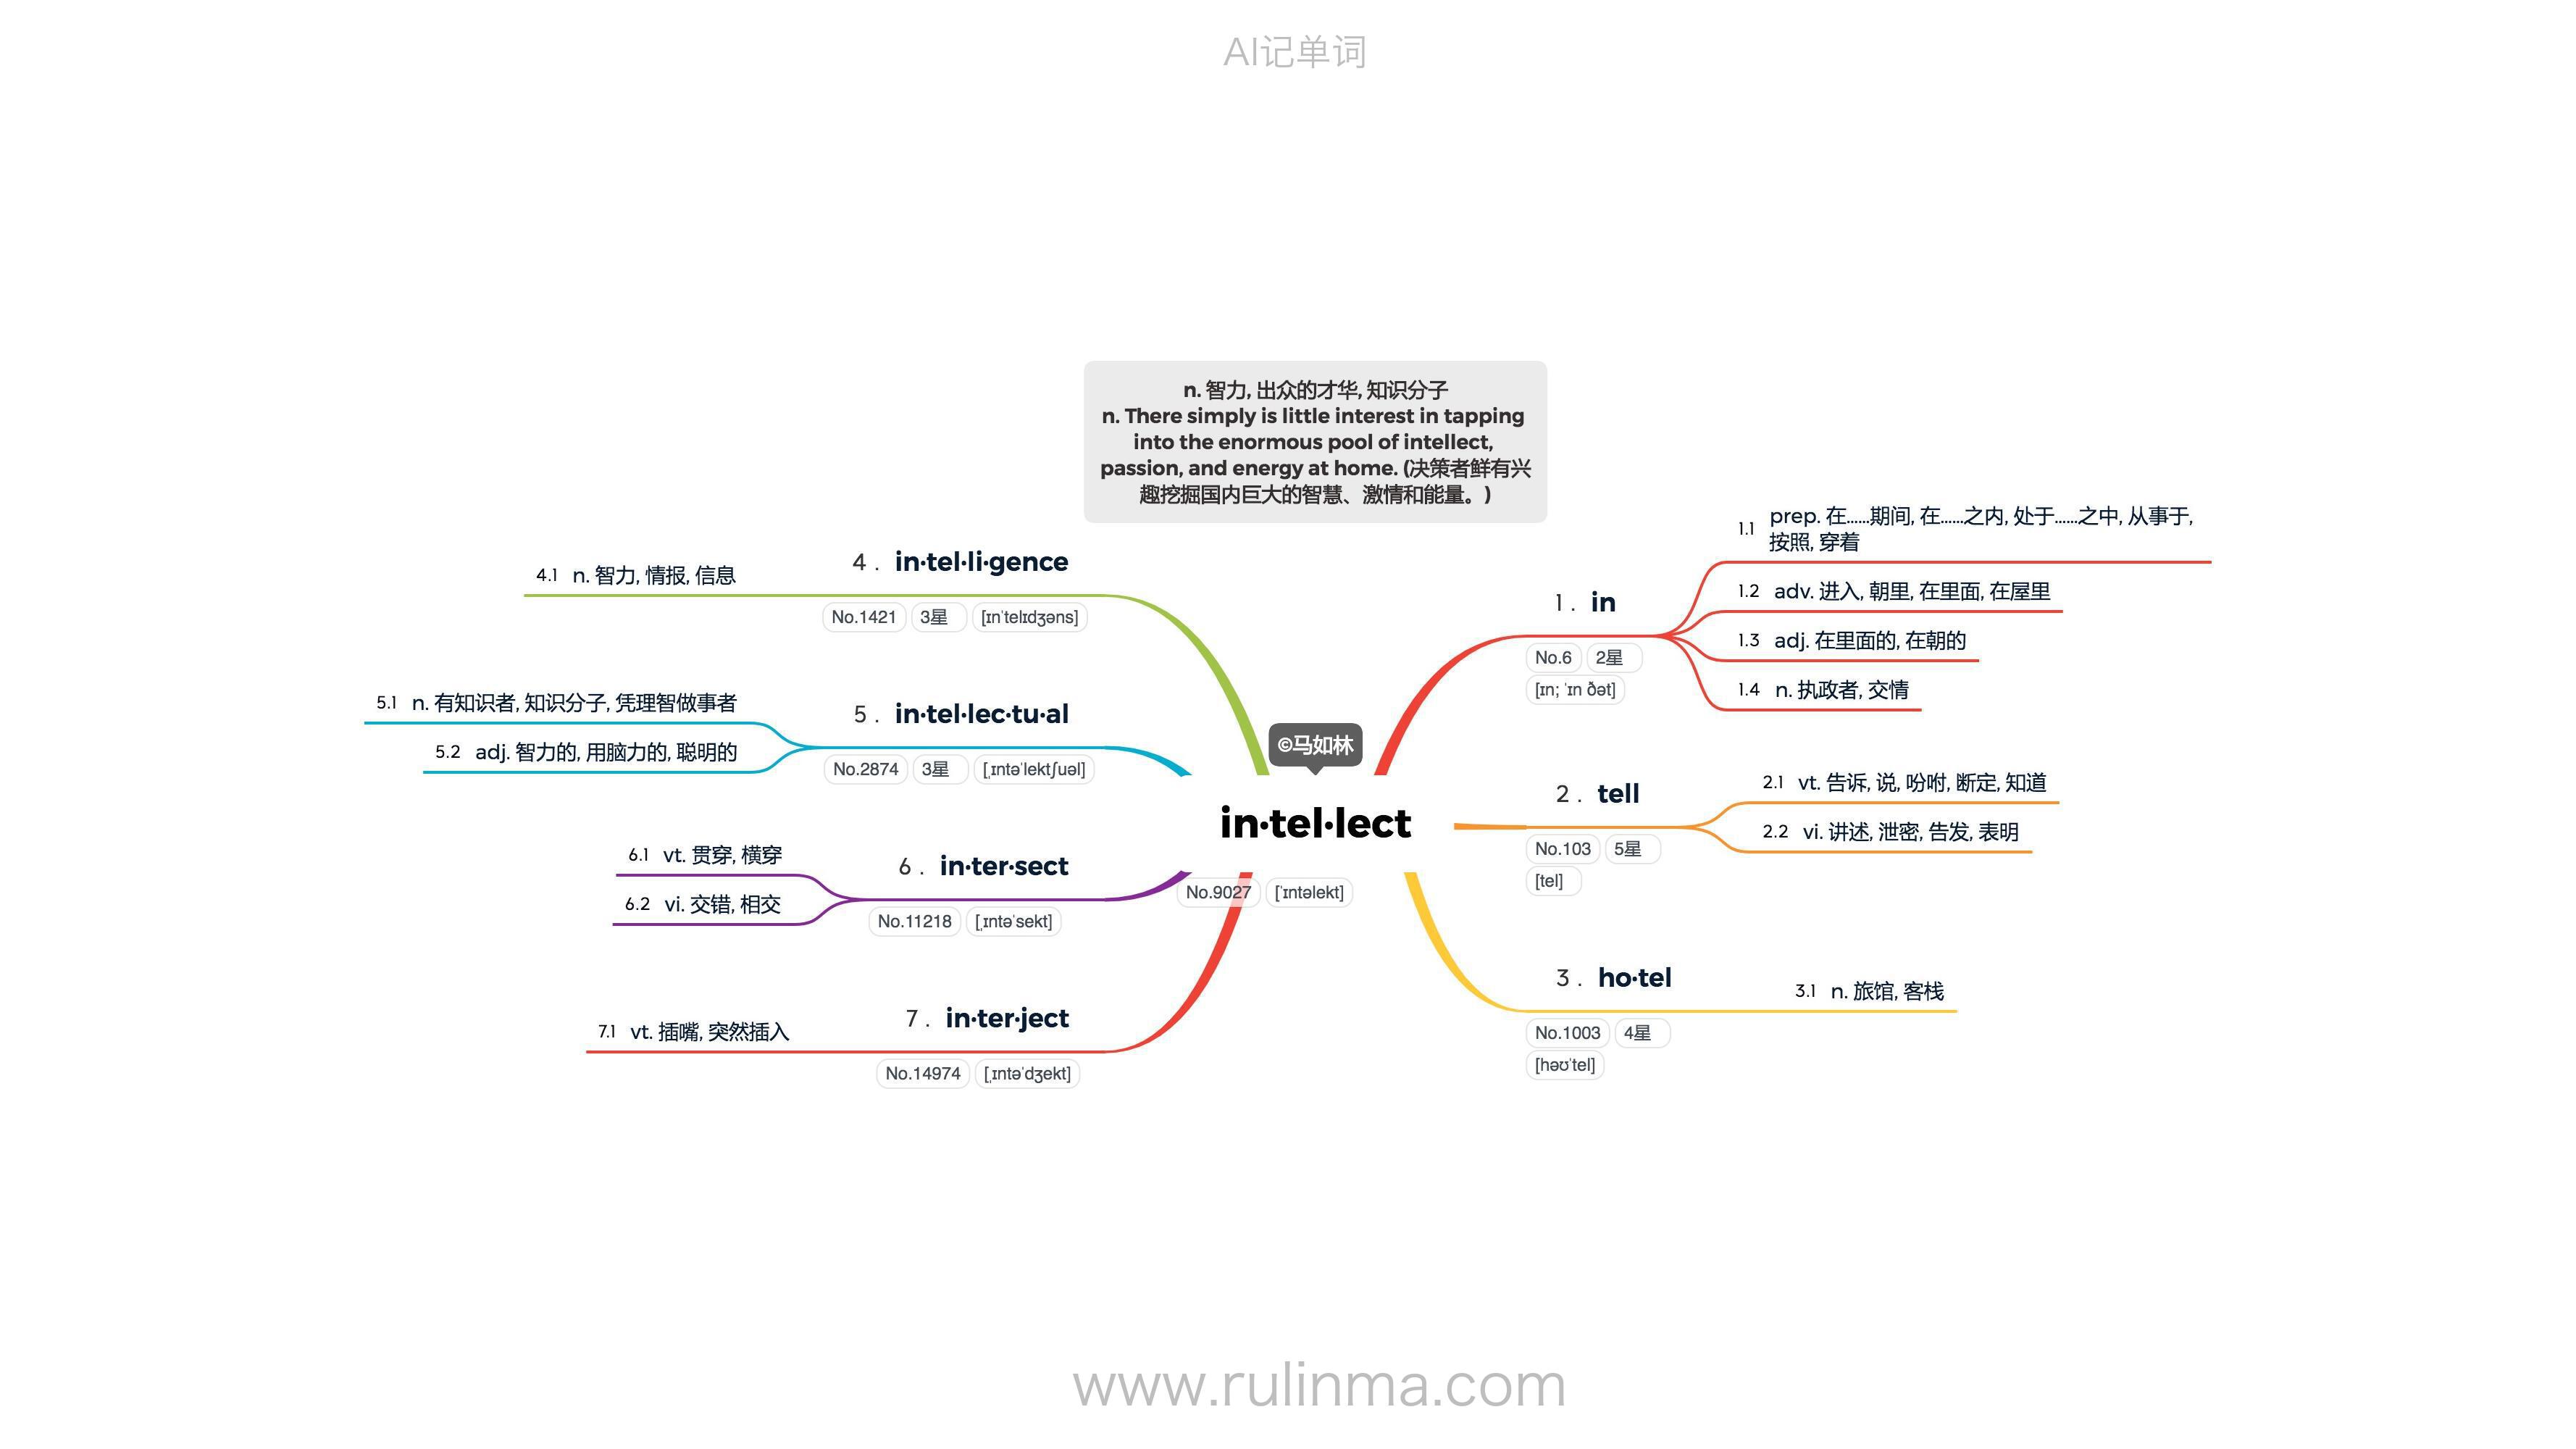 AI记单词
n. 智力, 出众的才华, 知识分子
n. There simply is little interest in tapping
into the enormous pool of intellect,
passion, and energy at home. (决策者鲜有兴
趣挖掘国内巨大的智慧、激情和能量。)
©马如林
in·tel·lect
No.9027 [ˈɪntəlekt]
1. in
No.6 2星
[ɪn; ˈɪn ðət]
1.1 prep. 在……期间, 在……之内, 处于……之中, 从事于,
按照, 穿着
1.2 adv. 进入, 朝里, 在里面, 在屋里
1.3 adj. 在里面的, 在朝的
1.4 n. 执政者, 交情
2. tell
No.103 5星
[tel]
2.1 vt. 告诉, 说, 吩咐, 断定, 知道
2.2 vi. 讲述, 泄密, 告发, 表明
3. ho·tel
No.1003 4星
[həʊˈtel]
3.1 n. 旅馆, 客栈
4. in·tel·li·gence
No.1421 3星 [ɪnˈtelɪdʒəns]
4.1 n. 智力, 情报, 信息
5. in·tel·lec·tu·al
No.2874 3星 [ˌɪntəˈlektʃuəl]
5.1 n. 有知识者, 知识分子, 凭理智做事者
5.2 adj. 智力的, 用脑力的, 聪明的
6. in·ter·sect
No.11218 [ˌɪntəˈsekt]
6.1 vt. 贯穿, 横穿
6.2 vi. 交错, 相交
7. in·ter·ject
No.14974 [ˌɪntəˈdʒekt]
7.1 vt. 插嘴, 突然插入
www.rulinma.com